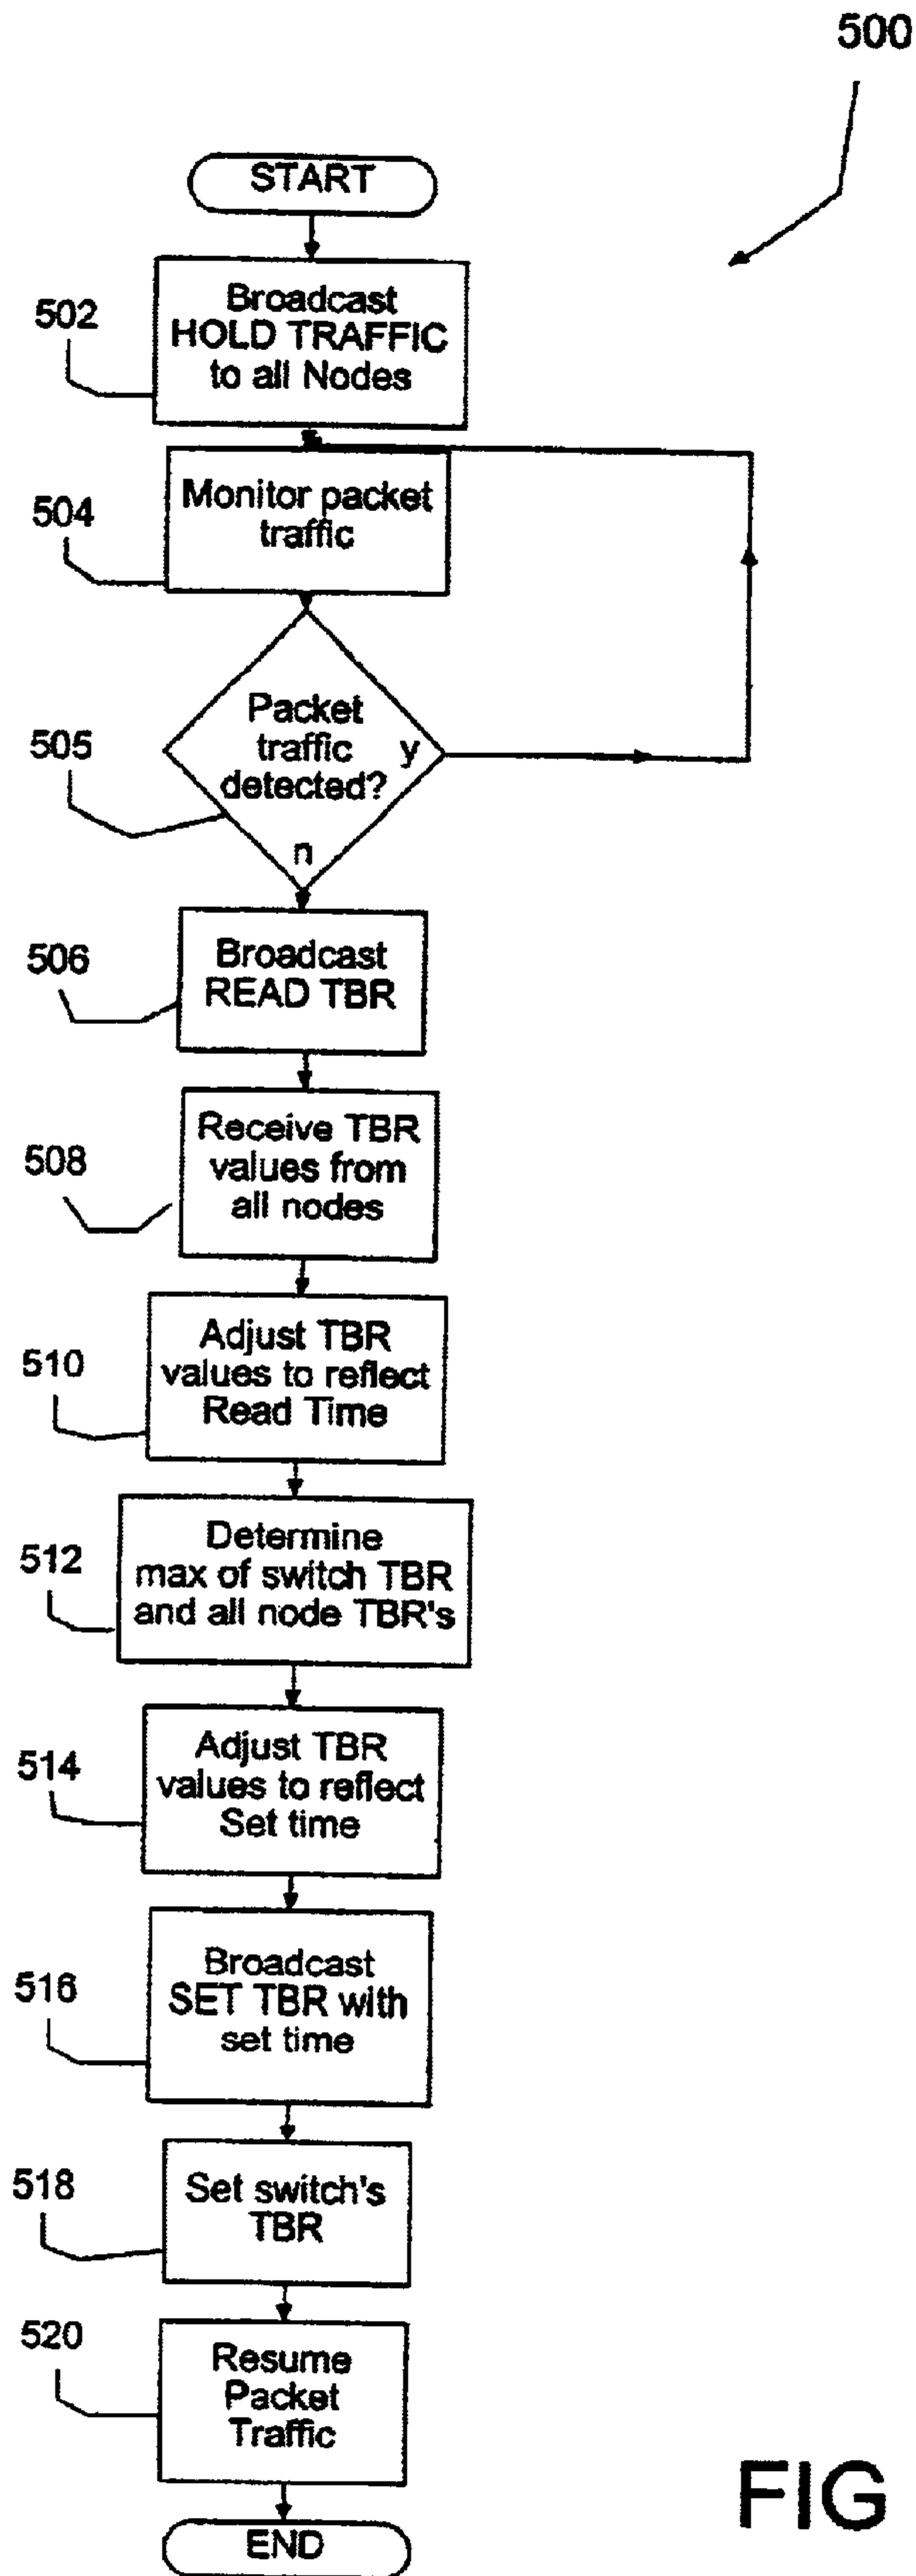 500
START
502
Broadcast
HOLD TRAFFIC
to all Nodes
504
Monitor packet
traffic
505
Packet
traffic
detected?
y
n
506
Broadcast
READ TBR
508
Receive TBR
values from
all nodes
510
Adjust TBR
values to reflect
Read Time
512
Determine
max of switch TBR
and all node TBR's
514
Adjust TBR
values to reflect
Set time
516
Broadcast
SET TBR with
set time
518
Set switch's
TBR
520
Resume
Packet
Traffic
END
FIG